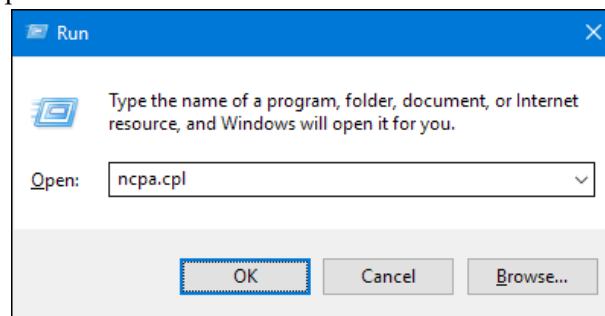 Run
Type the name of a program, folder, document, or Internet
resource, and Windows will open it for you.
Open:
ncpa.cpl
OK
Cancel
Browse...